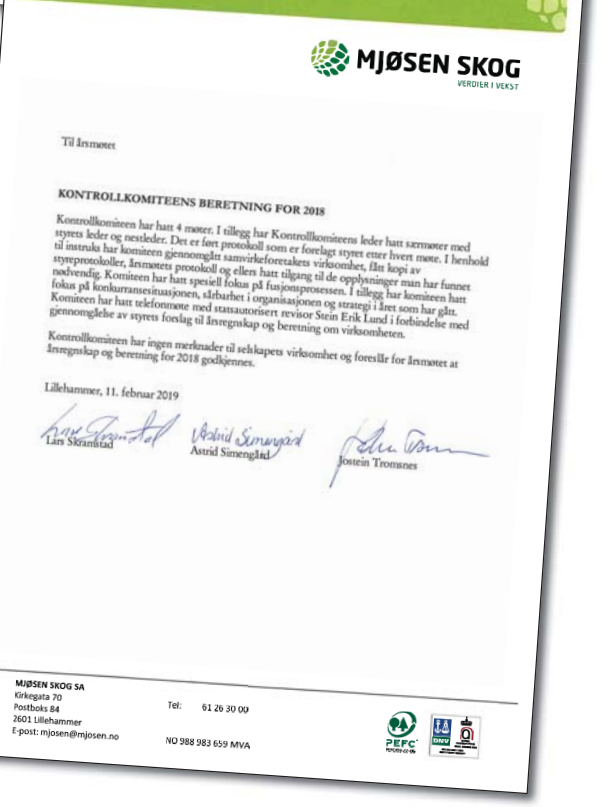 MJØSEN SKOG
VERDIER I VEKST
Til årsmøtet
KONTROLLKOMITEENS BERETNING FOR 2018
Kontrollkomiteen har hatt 4 møter. I tillegg har Kontrollkomiteens leder hatt særmøter med
styrets leder og nestleder. Det er ført protokoll som er forelagt styret etter hvert møte. I henhold
til instruks har komiteen gjennomgått samvirkeforetakets virksomhet, fått kopi av
styreprotokoller, årsmøtets protokoll og ellers hatt tilgang til de opplysninger man har funnet
nødvendig. Komiteen har hatt spesiell fokus på fusjonsprosessen. I tillegg har komiteen hatt
fokus på konkurransesituasjonen, sårbarhet i organisasjonen og strategi i året som har gått.
Komiteen har hatt telefonmøte med statsautorisert revisor Stein Erik Lund i forbindelse med
gjennomgåelse av styrets forslag til årsregnskap og beretning om virksomheten.
Kontrollkomiteen har ingen merknader til selskapets virksomhet og foreslår for årsmøtet at
årsregnskap og beretning for 2018 godkjennes.
Lillehammer, 11. februar 2019
Lars Skramstad
Astrid Simengård
Astrid Simengård
Jostein Tromsnes
MJØSEN SKOG SA
Kirkegata 70
Postboks 84
2601 Lillehammer
E-post: mjosen@mjosen.no
Tel: 61 26 30 00
NO 988 983 659 MVA
PEFC
DNV